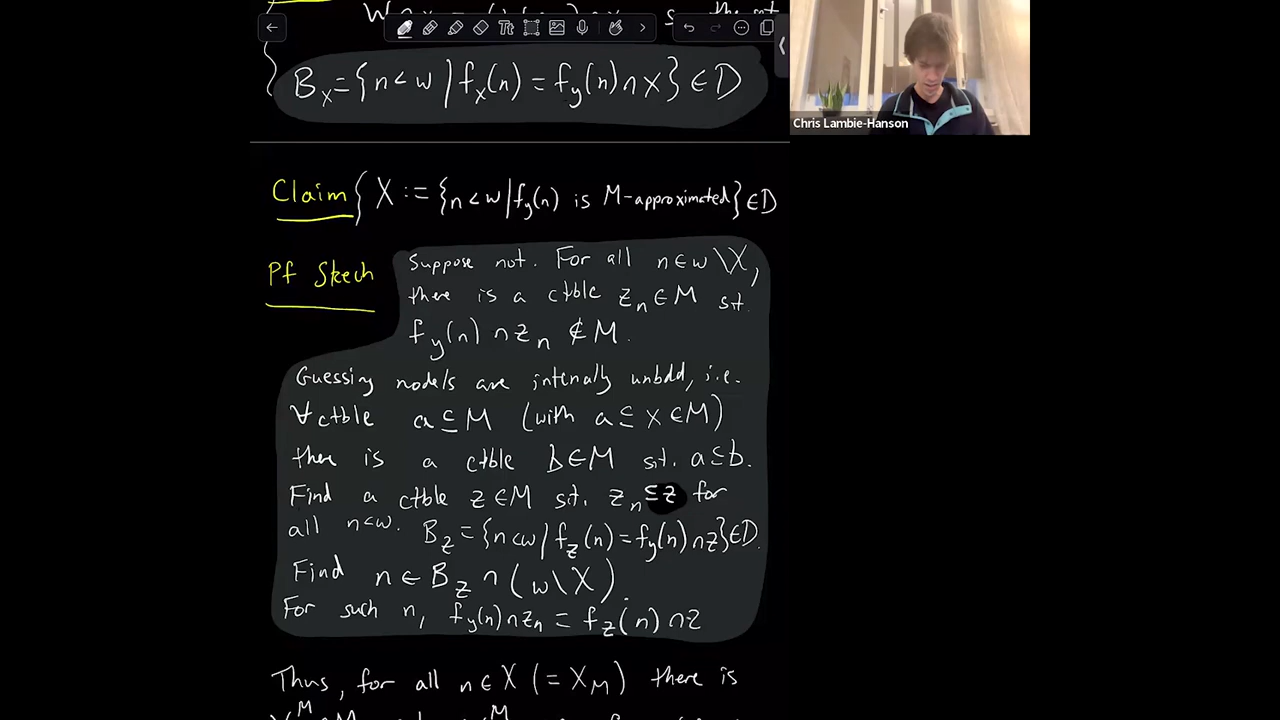 B_x = {n < ω | f_x(n) = f_y(n) ∩ x} ∈ D
Chris Lambie-Hanson
Claim { X := {n < ω | f_y(n) is M-approximated} ∈ D
Pf Skech
Suppose not. For all n ∈ ω \ X,
there is a ctble z_n ∈ M s.t.
f_y(n) ∩ z_n ∉ M.
Guessing models are internally unbdd, i.e.
∀ ctble a ⊆ M (with a ⊆ x ∈ M)
there is a ctble b ∈ M s.t. a ⊆ b.
Find a ctble z ∈ M s.t. z_n ⊆ z for
all n < ω. B_z = {n < ω | f_z(n) = f_y(n) ∩ z} ∈ D.
Find n ∈ B_z ∩ (ω \ X).
For such n, f_y(n) ∩ z_n = f_z(n) ∩ z
Thus, for all n ∈ X (= X_M) there is